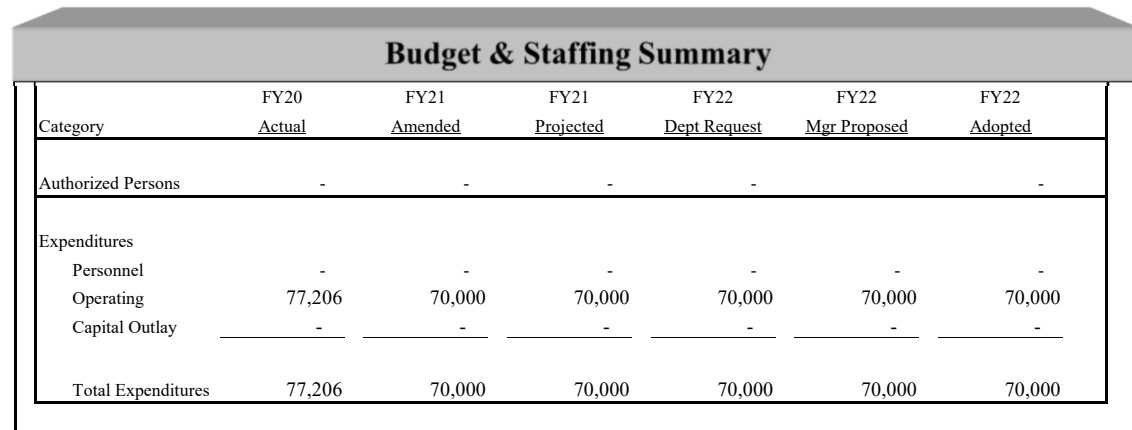 Budget & Staffing Summary
FY20 FY21 FY21 FY22 FY22 FY22
Category Actual Amended Projected Dept Request Mgr Proposed Adopted
Authorized Persons - - - - -
Expenditures
Personnel - - - - - -
Operating 77,206 70,000 70,000 70,000 70,000 70,000
Capital Outlay - - - - - -
Total Expenditures 77,206 70,000 70,000 70,000 70,000 70,000